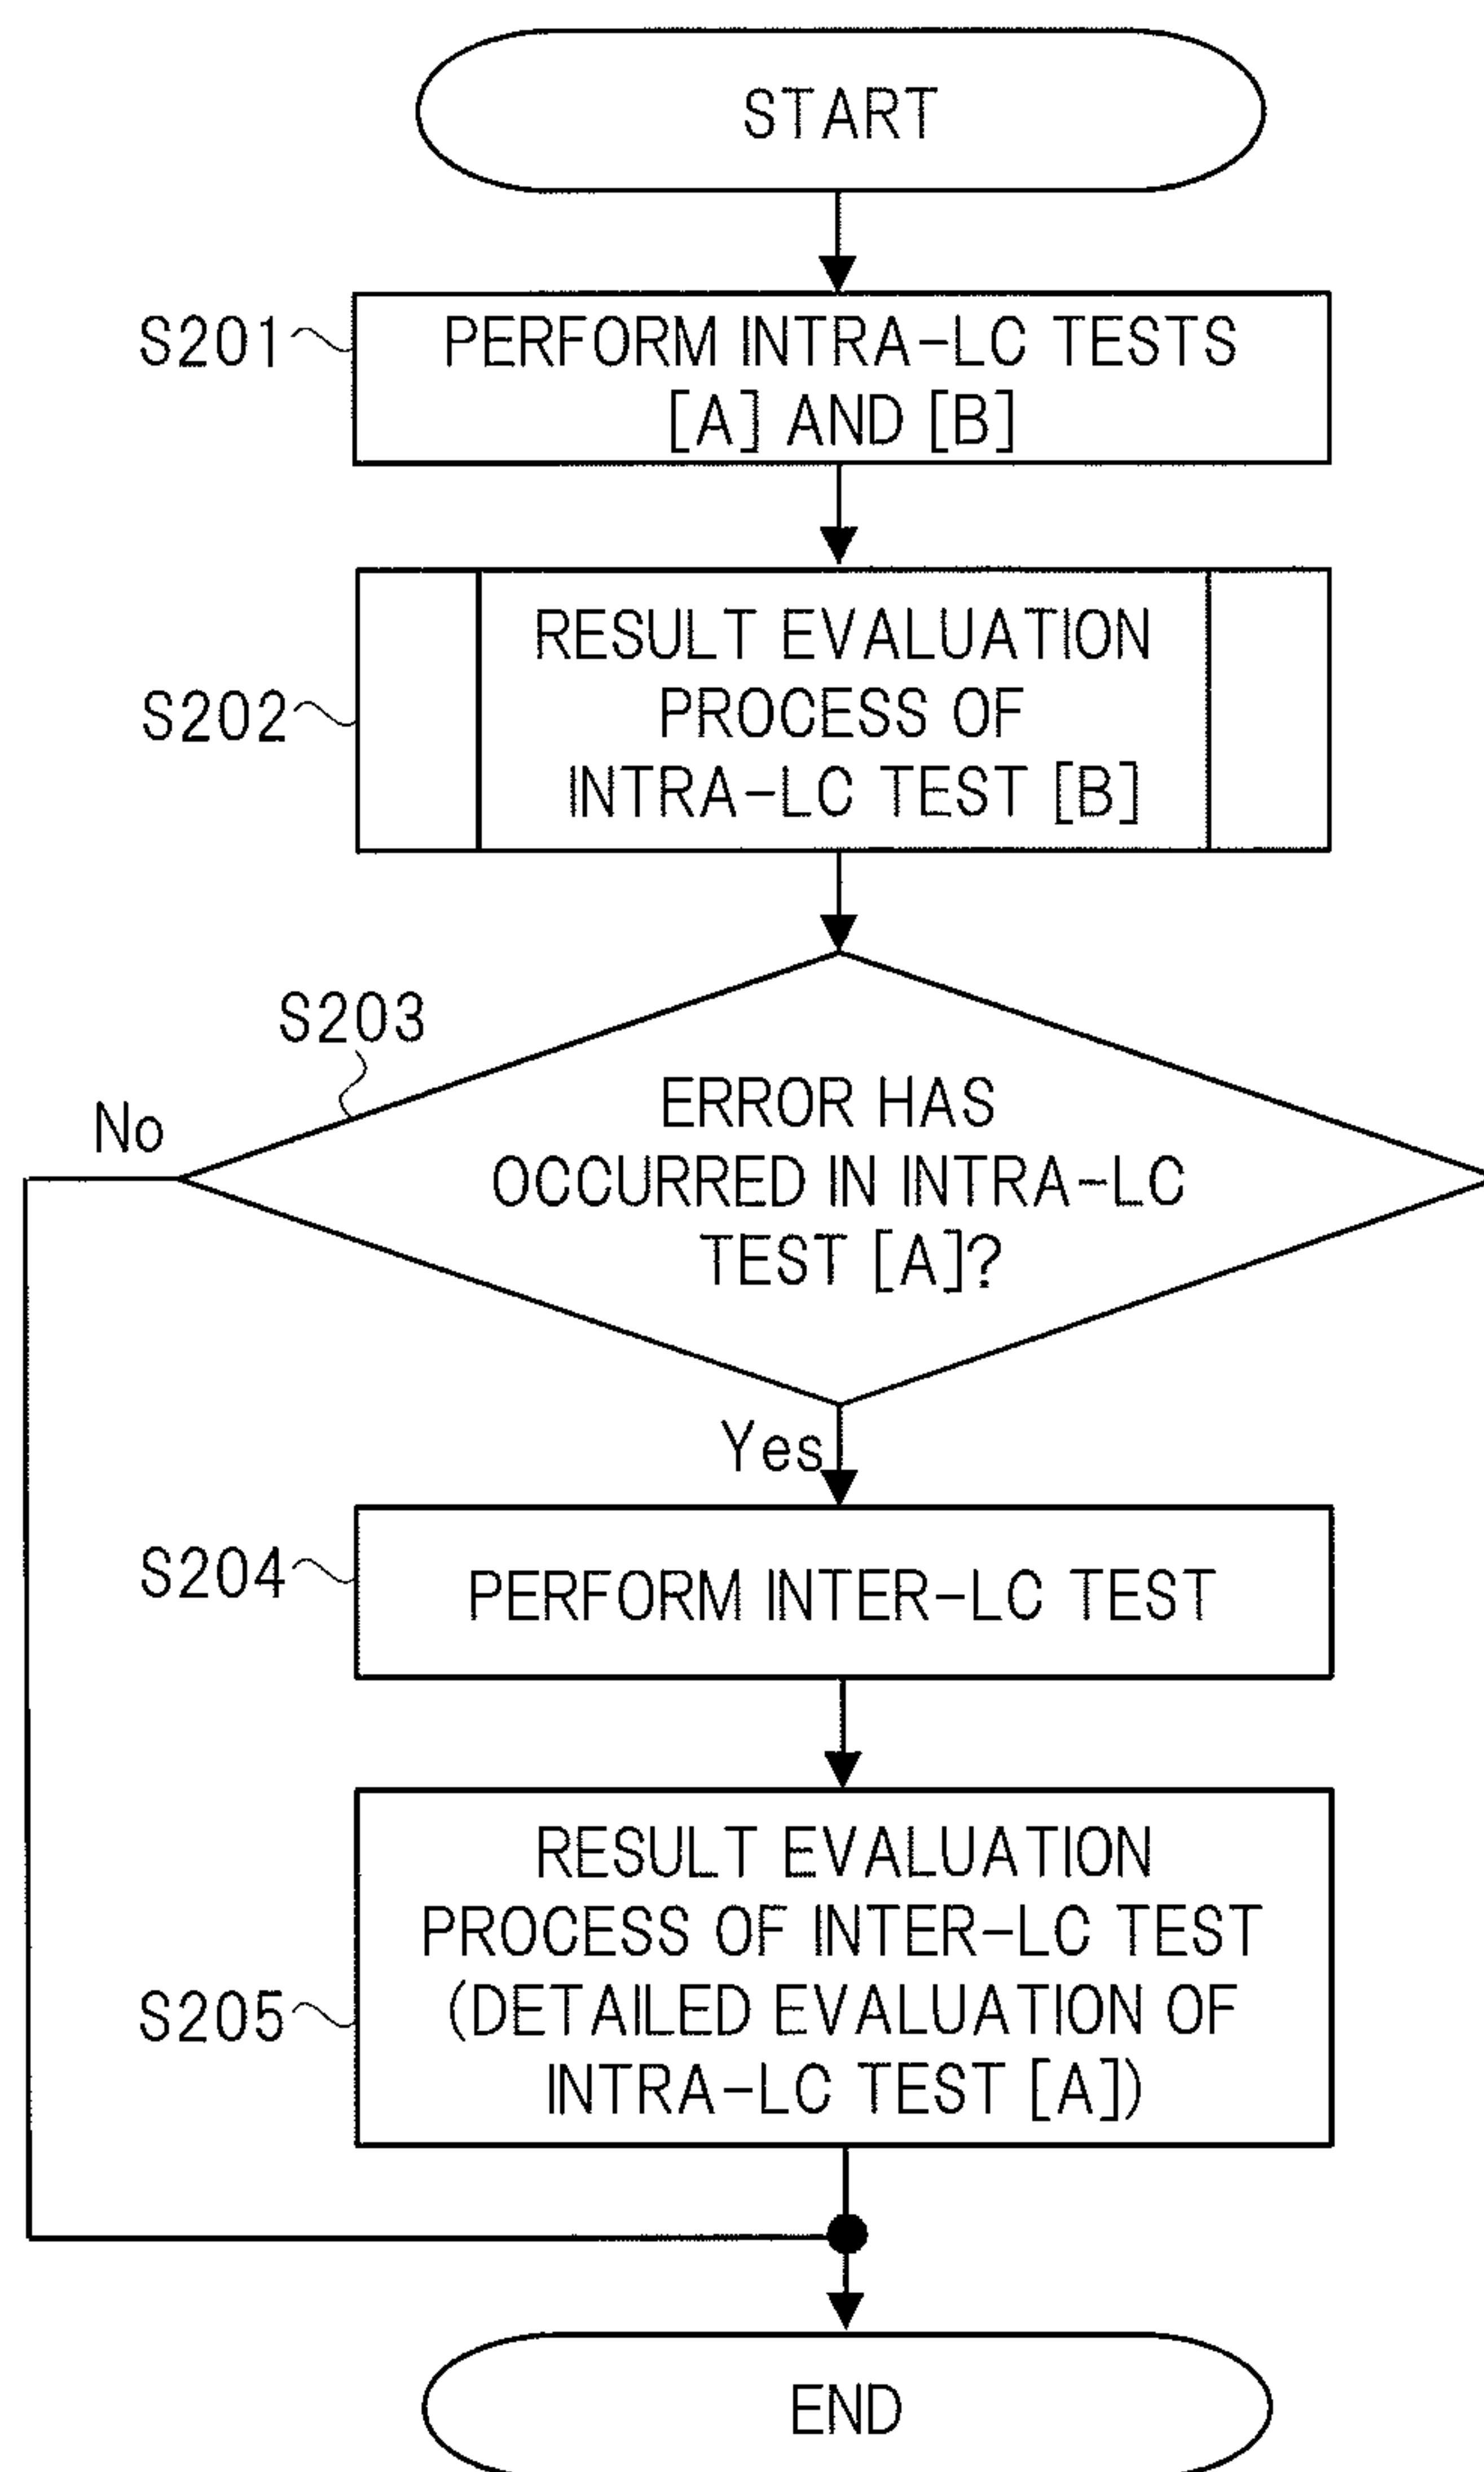 START
S201
PERFORM INTRA-LC TESTS
[A] AND [B]
S202
RESULT EVALUATION
PROCESS OF
INTRA-LC TEST [B]
S203
No
ERROR HAS
OCCURRED IN INTRA-LC
TEST [A]?
Yes
S204
PERFORM INTER-LC TEST
S205
RESULT EVALUATION
PROCESS OF INTER-LC TEST
(DETAILED EVALUATION OF
INTRA-LC TEST [A])
END